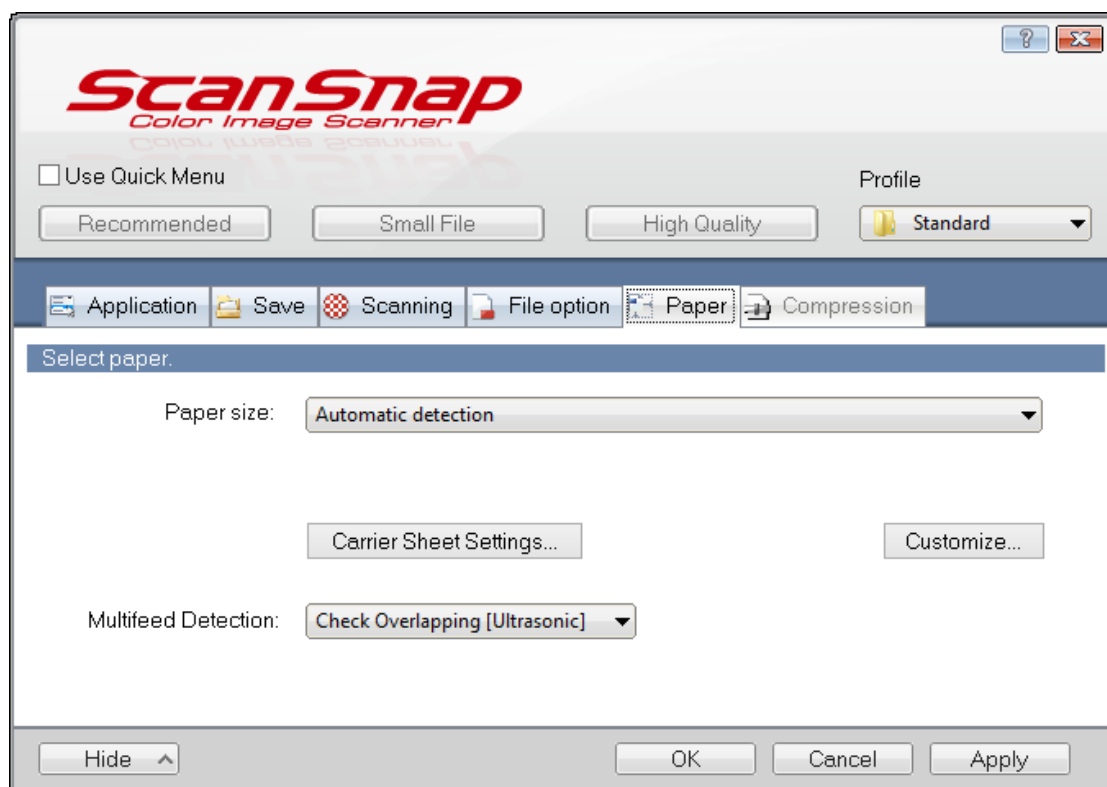 ?
ScanSnap
Color Image Scanner
Use Quick Menu
Profile
Recommended
Small File
High Quality
Standard
Application
Save
Scanning
File option
Paper
Compression
Select paper.
Paper size:
Automatic detection
Carrier Sheet Settings...
Customize...
Multifeed Detection:
Check Overlapping [Ultrasonic]
Hide
OK
Cancel
Apply